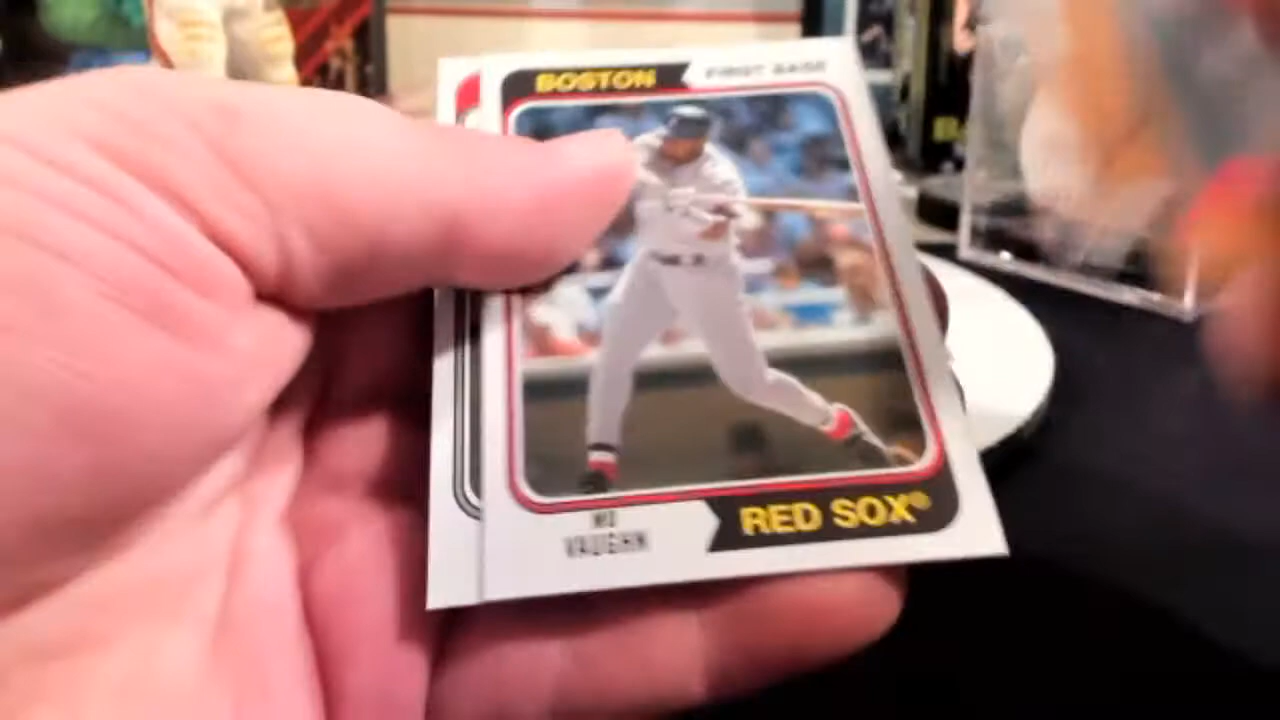 BOSTON
FIRST BASE
MO
VAUGHN
RED SOX®